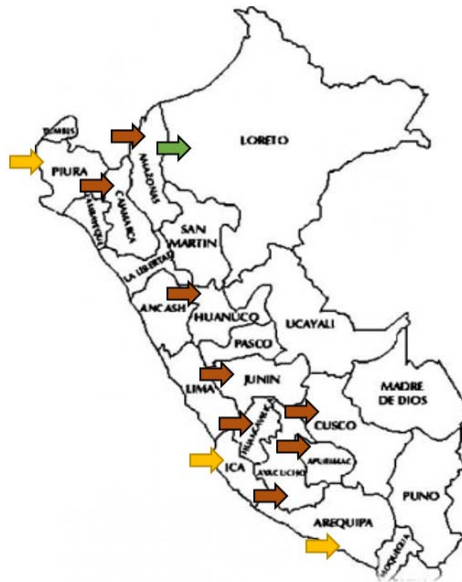 TUMBES
LORETO
PIURA
AMAZONAS
CAJAMARCA
LAMBAYEQUE
SAN
MARTIN
LA LIBERTAD
ANCASH
HUANUCO
UCAYALI
PASCO
LIMA
JUNIN
MADRE
DE DIOS
HUANCAVELICA
CUSCO
ICA
AYACUCHO
APURIMAC
PUNO
AREQUIPA
MOQUEGUA